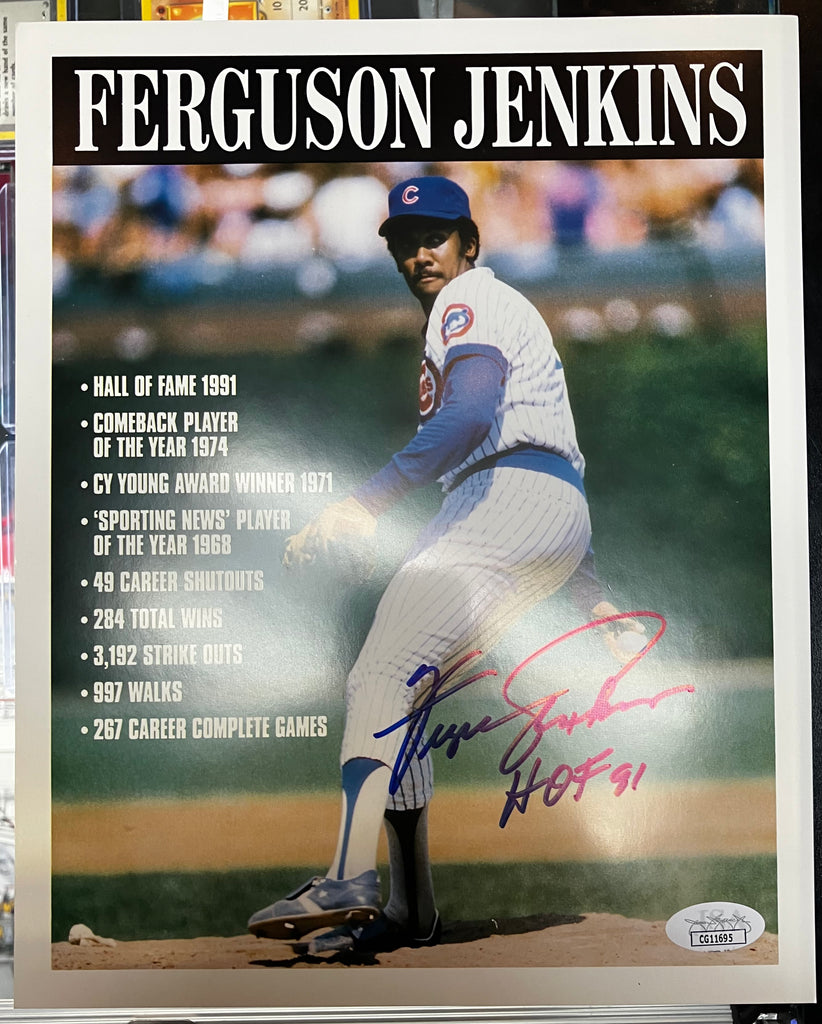 FERGUSON JENKINS
C
• HALL OF FAME 1991
• COMEBACK PLAYER
OF THE YEAR 1974
• CY YOUNG AWARD WINNER 1971
• 'SPORTING NEWS' PLAYER
OF THE YEAR 1968
• 49 CAREER SHUTOUTS
• 284 TOTAL WINS
• 3,192 STRIKE OUTS
• 997 WALKS
• 267 CAREER COMPLETE GAMES
Fergie Jenkins
HOF 91
CG11695